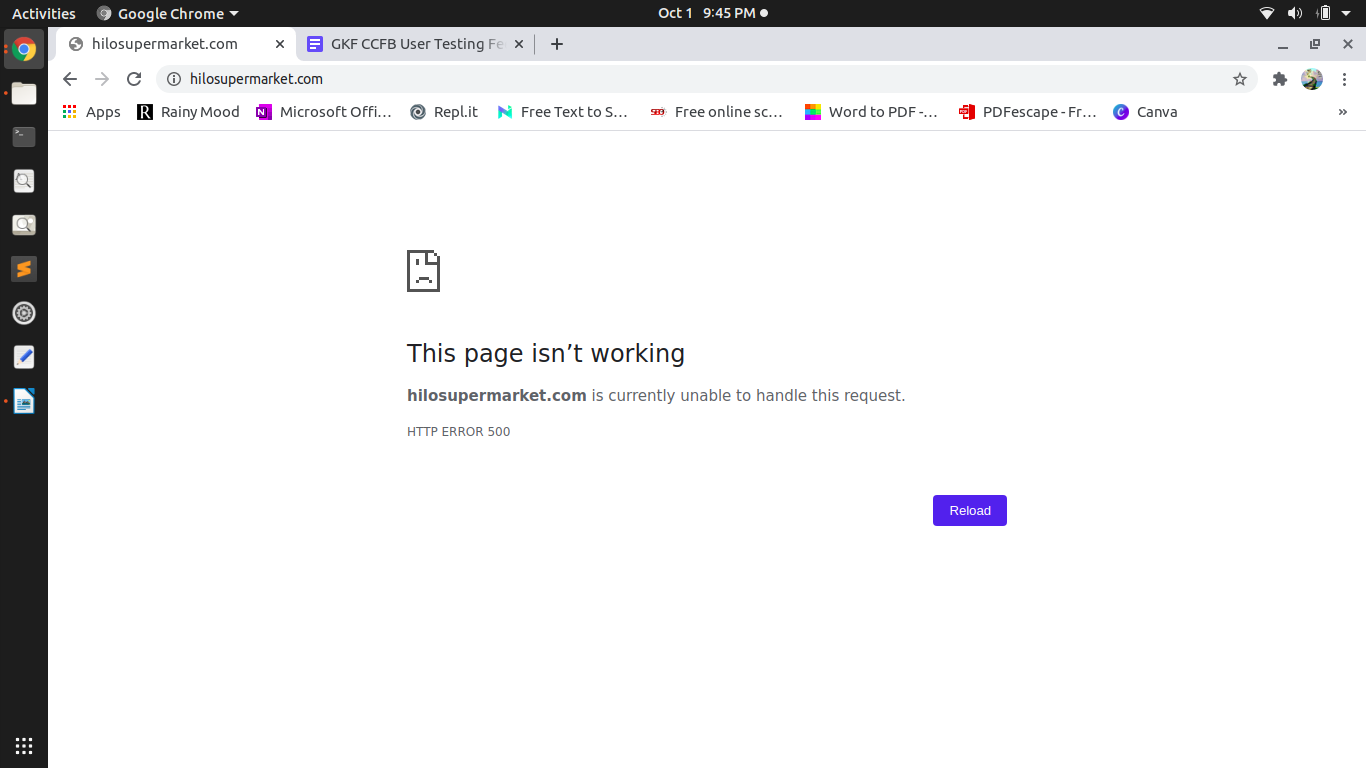 Activities
Google Chrome
Oct 1 9:45 PM
hilosupermarket.com
GKF CCFB User Testing Fe
hilosupermarket.com
Apps
Rainy Mood
Microsoft Offi…
Repl.it
Free Text to S…
Free online sc…
Word to PDF -…
PDFescape - Fr…
Canva
»
This page isn’t working
hilosupermarket.com is currently unable to handle this request.
HTTP ERROR 500
Reload